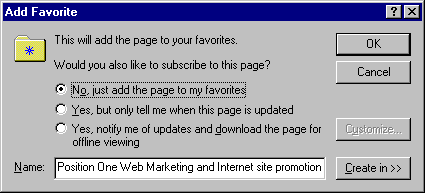 Add Favorite
This will add the page to your favorites.
OK
Would you also like to subscribe to this page?
Cancel
No, just add the page to my favorites
Yes, but only tell me when this page is updated
Yes, notify me of updates and download the page for
offline viewing
Customize...
Name:
Position One Web Marketing and Internet site promotion
Create in >>